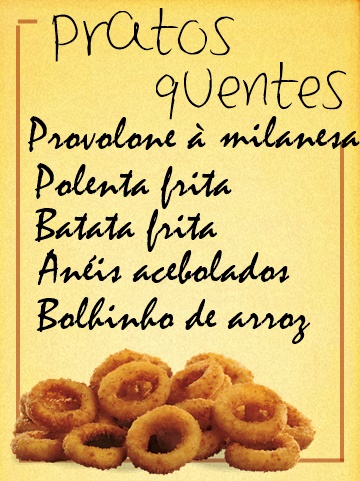 pratos
quentes
Provolone à milanesa
Polenta frita
Batata frita
Anéis acebolados
Bolhinho de arroz